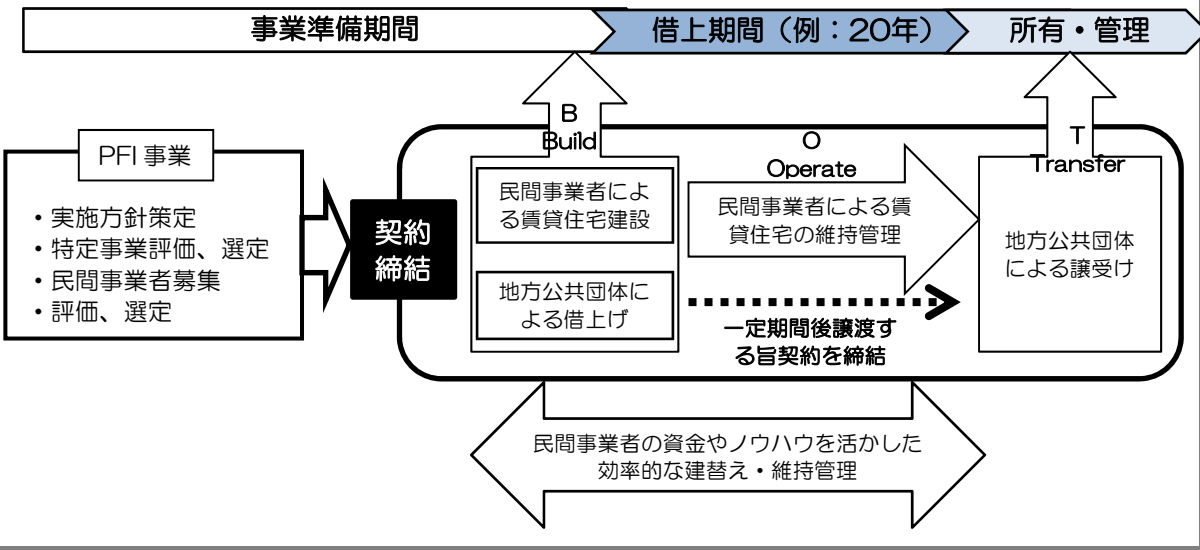 事業準備期間
借上期間（例：20年）
所有・管理
PFI 事業
・実施方針策定
・特定事業評価、選定
・民間事業者募集
・評価、選定
契約
締結
B
Build
民間事業者によ
る賃貸住宅建設
地方公共団体に
よる借上げ
O
Operate
民間事業者による賃
貸住宅の維持管理
一定期間後譲渡す
る旨契約を締結
T
Transfer
地方公共団体
による譲受け
民間事業者の資金やノウハウを活かした
効率的な建替え・維持管理